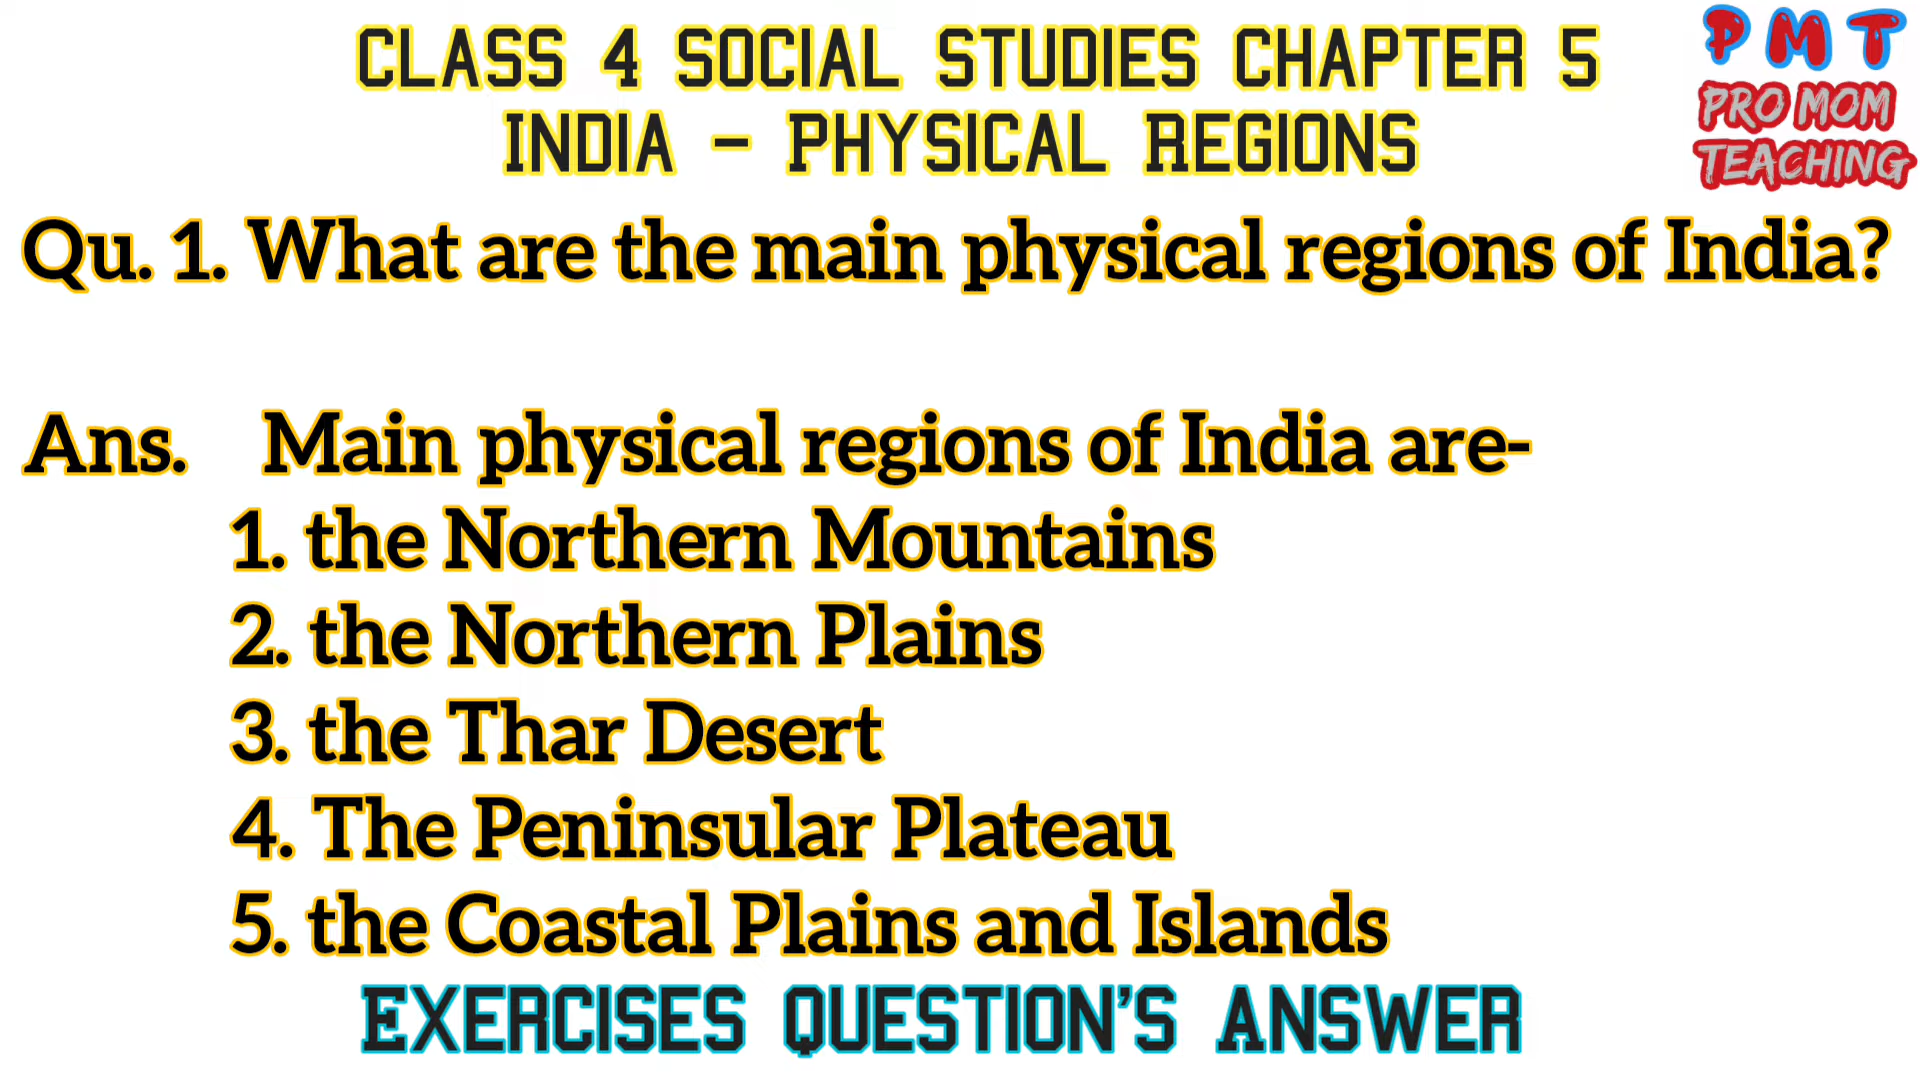 CLASS 4 SOCIAL STUDIES CHAPTER 5
INDIA - PHYSICAL REGIONS
PMT
PRO MOM
TEACHING
Qu. 1. What are the main physical regions of India?
Ans. Main physical regions of India are-
1. the Northern Mountains
2. the Northern Plains
3. the Thar Desert
4. The Peninsular Plateau
5. the Coastal Plains and Islands
EXERCISES QUESTION'S ANSWER